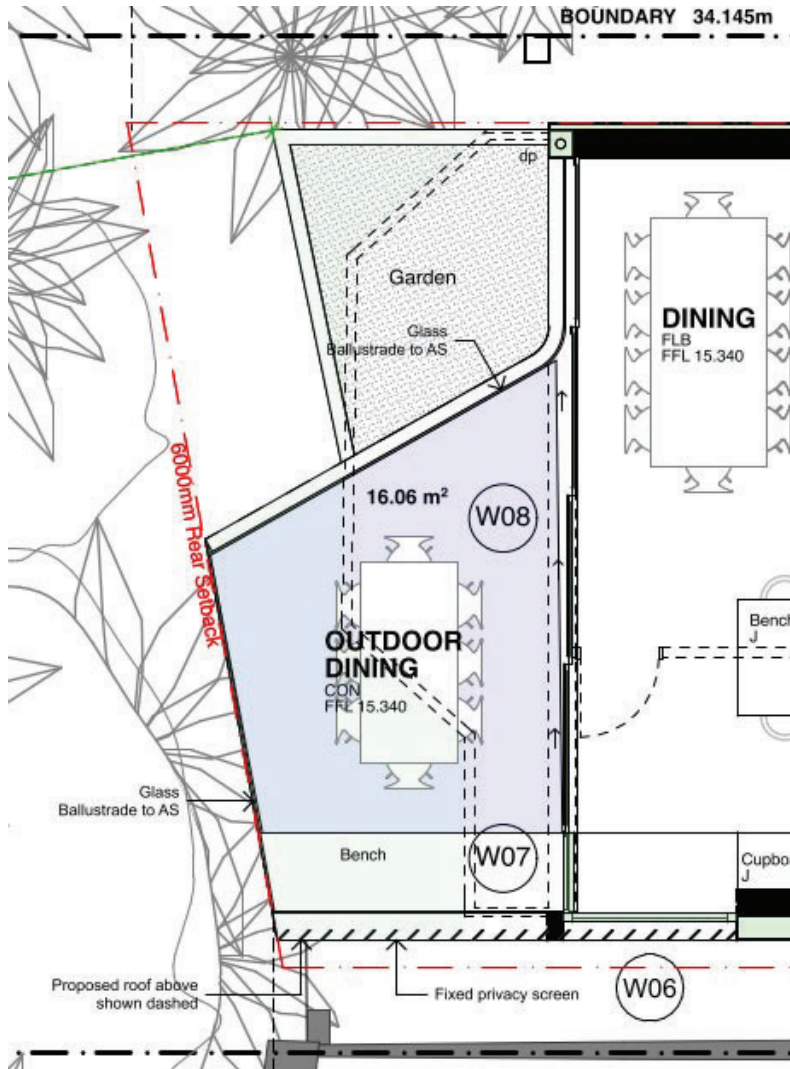 BOUNDARY 34.145m
dp
Garden
Glass
Ballustrade to AS
DINING
FLB
FFL 15.340
6000mm Rear Setback
16.06 m²
W08
OUTDOOR
DINING
CON
FFL 15.340
Bench
J
Glass
Ballustrade to AS
Bench
W07
Cupbo
J
Proposed roof above
shown dashed
Fixed privacy screen
W06